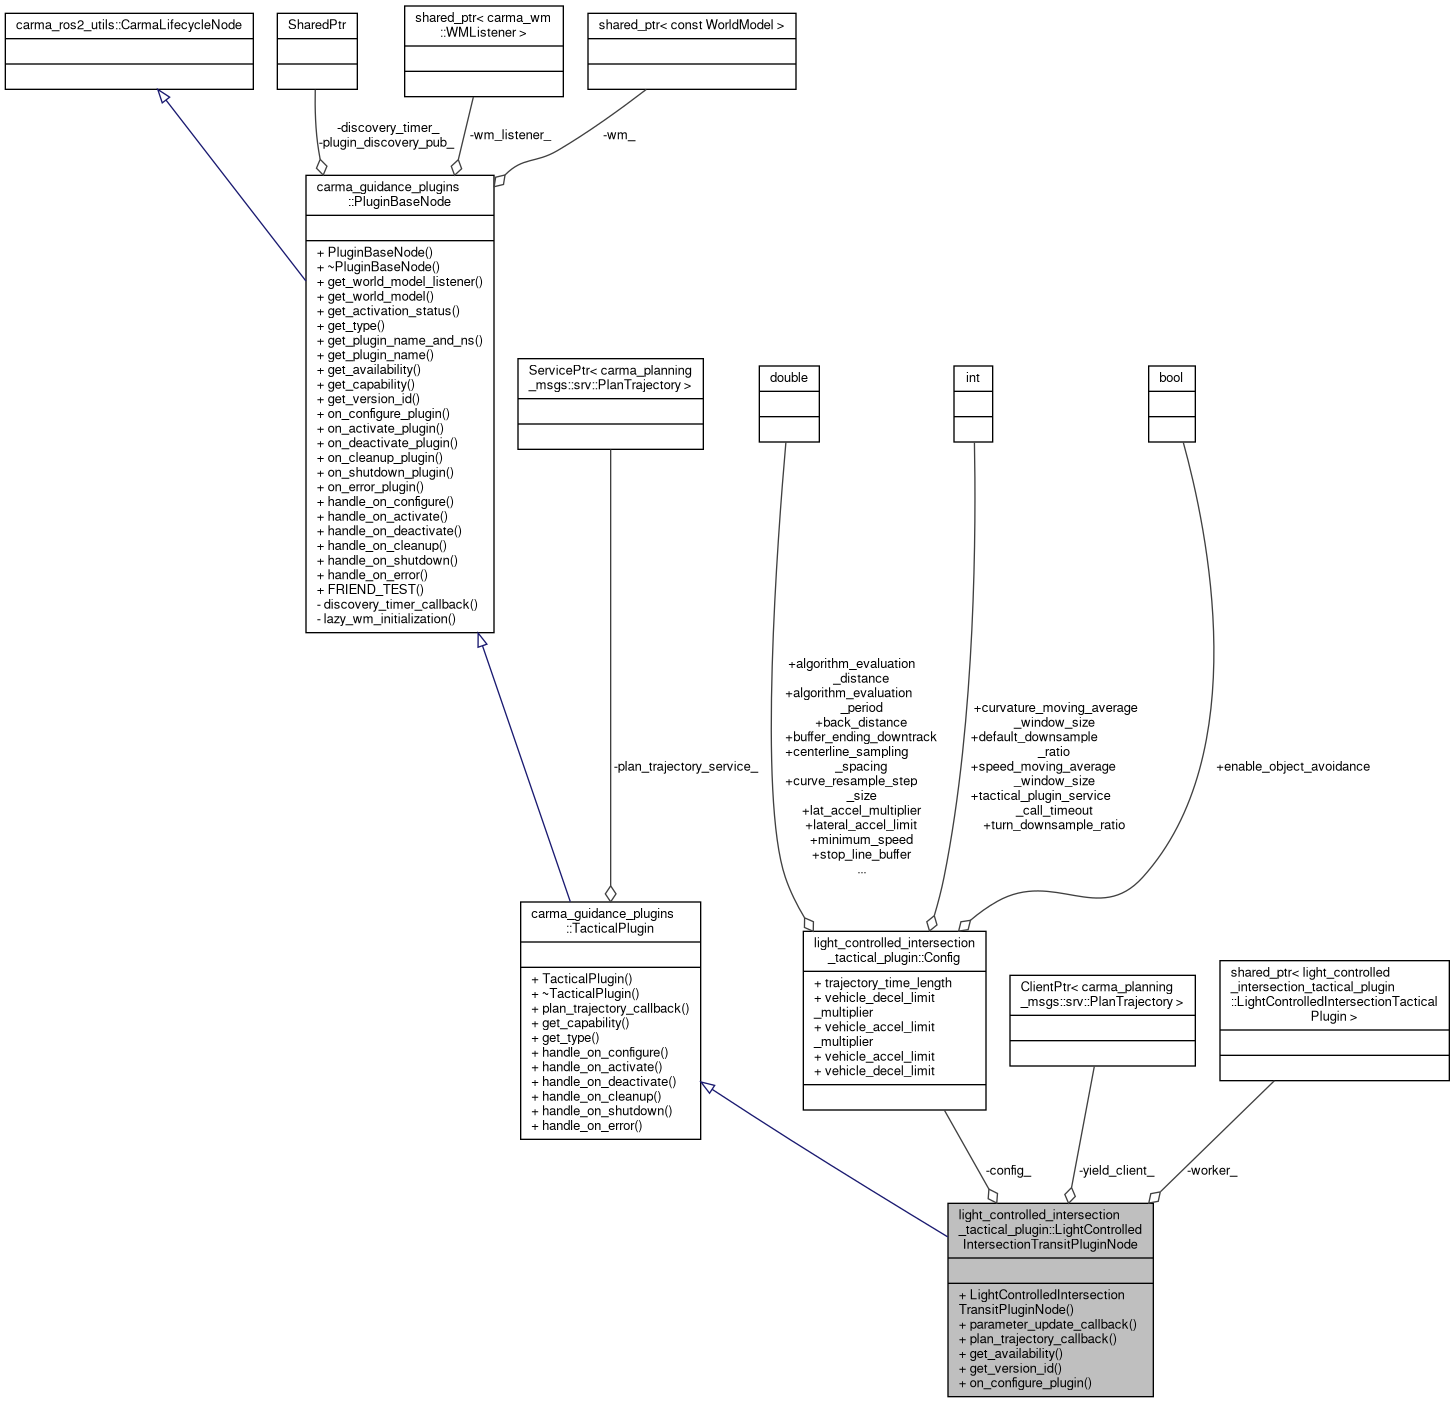 carma_ros2_utils::CarmaLifecycleNode
SharedPtr
shared_ptr< carma_wm
::WMListener >
shared_ptr< const WorldModel >
-discovery_timer_
-plugin_discovery_pub_
-wm_listener_
-wm_
carma_guidance_plugins
::PluginBaseNode
+ PluginBaseNode()
+ ~PluginBaseNode()
+ get_world_model_listener()
+ get_world_model()
+ get_activation_status()
+ get_type()
+ get_plugin_name_and_ns()
+ get_plugin_name()
+ get_availability()
+ get_capability()
+ get_version_id()
+ on_configure_plugin()
+ on_activate_plugin()
+ on_deactivate_plugin()
+ on_cleanup_plugin()
+ on_shutdown_plugin()
+ on_error_plugin()
+ handle_on_configure()
+ handle_on_activate()
+ handle_on_deactivate()
+ handle_on_cleanup()
+ handle_on_shutdown()
+ handle_on_error()
+ FRIEND_TEST()
- discovery_timer_callback()
- lazy_wm_initialization()
ServicePtr< carma_planning
_msgs::srv::PlanTrajectory >
double
int
bool
-plan_trajectory_service_
+algorithm_evaluation
_distance
+algorithm_evaluation
_period
+back_distance
+buffer_ending_downtrack
+centerline_sampling
_spacing
+curve_resample_step
_size
+lat_accel_multiplier
+lateral_accel_limit
+minimum_speed
+stop_line_buffer
...
+curvature_moving_average
_window_size
+default_downsample
_ratio
+speed_moving_average
_window_size
+tactical_plugin_service
_call_timeout
+turn_downsample_ratio
+enable_object_avoidance
carma_guidance_plugins
::TacticalPlugin
+ TacticalPlugin()
+ ~TacticalPlugin()
+ plan_trajectory_callback()
+ get_capability()
+ get_type()
+ handle_on_configure()
+ handle_on_activate()
+ handle_on_deactivate()
+ handle_on_cleanup()
+ handle_on_shutdown()
+ handle_on_error()
light_controlled_intersection
_tactical_plugin::Config
+ trajectory_time_length
+ vehicle_decel_limit
_multiplier
+ vehicle_accel_limit
_multiplier
+ vehicle_accel_limit
+ vehicle_decel_limit
ClientPtr< carma_planning
_msgs::srv::PlanTrajectory >
shared_ptr< light_controlled
_intersection_tactical_plugin
::LightControlledIntersectionTactical
Plugin >
-config_
-yield_client_
-worker_
light_controlled_intersection
_tactical_plugin::LightControlled
IntersectionTransitPluginNode
+ LightControlledIntersection
TransitPluginNode()
+ parameter_update_callback()
+ plan_trajectory_callback()
+ get_availability()
+ get_version_id()
+ on_configure_plugin()